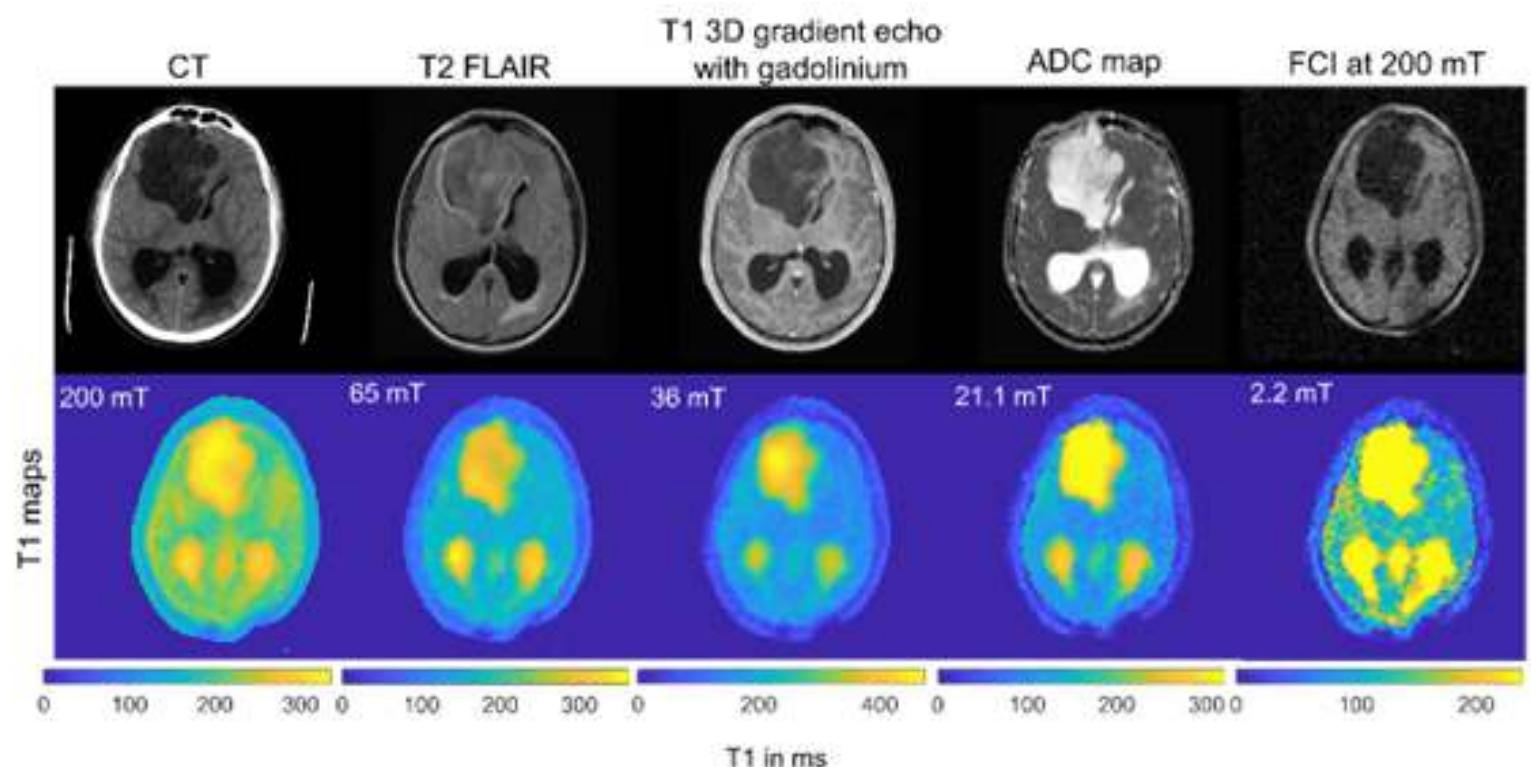 CT
T2 FLAIR
T1 3D gradient echo
with gadolinium
ADC map
FCI at 200 mT
T1 maps
200 mT
65 mT
36 mT
21.1 mT
2.2 mT
0 100 200 300
0 100 200 300
0 200 400
0 100 200 300
0 100 200
T1 in ms